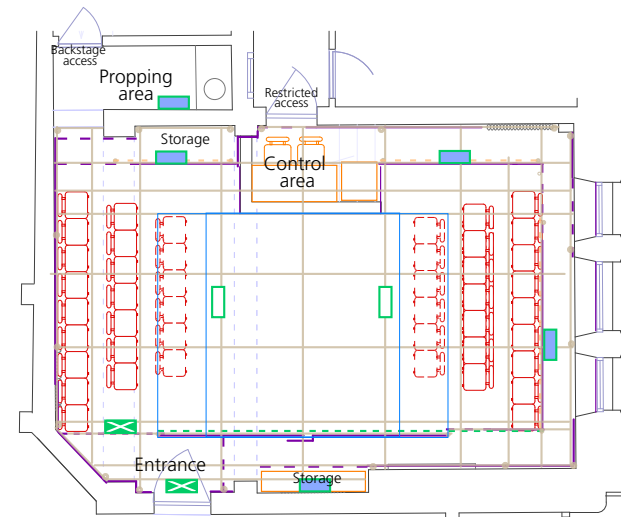 Backstage
access
Propping
area
Restricted
access
Storage
Control
area
Entrance
Storage